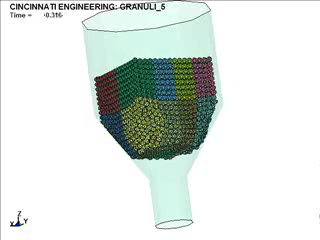 CINCINNATI ENGINEERING: GRANULI_5
Time = -0.316
Z
X Y